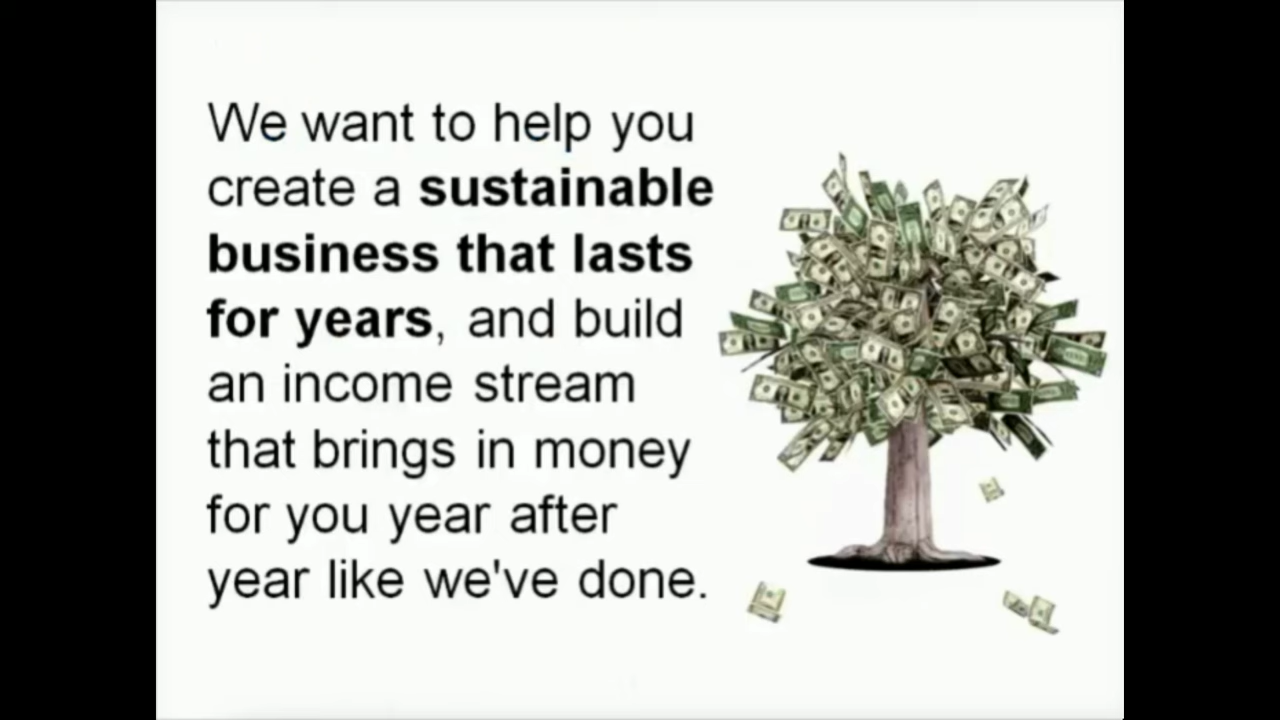 We want to help you
create a sustainable
business that lasts
for years, and build
an income stream
that brings in money
for you year after
year like we've done.